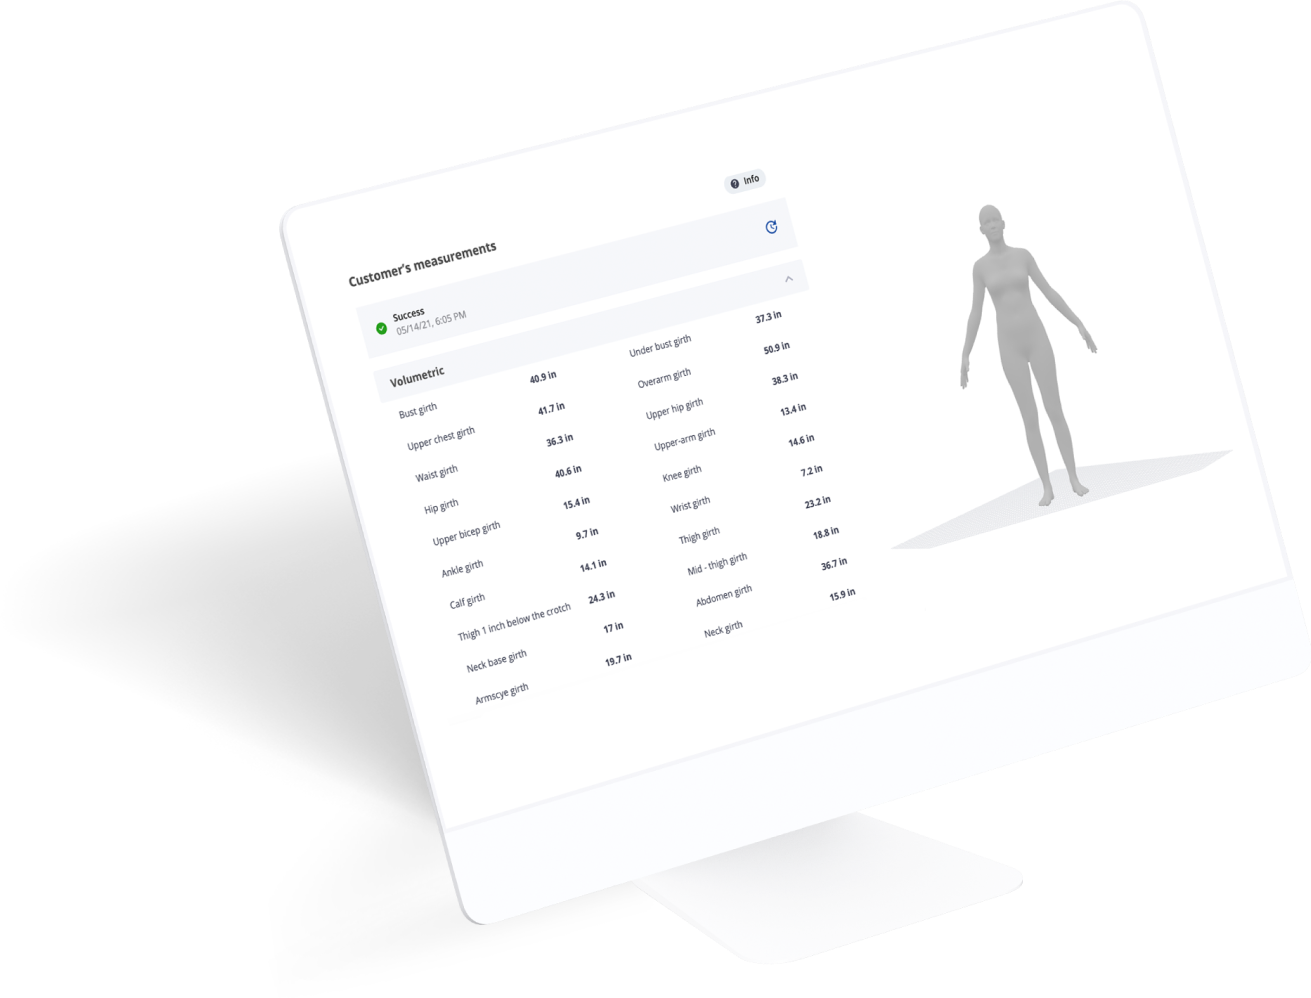 Info
Customer's measurements
Success
05/14/21, 6:05 PM
Volumetric
Bust girth 40.9 in Under bust girth 37.3 in
Upper chest girth 41.7 in Overarm girth 50.9 in
Waist girth 36.3 in Upper hip girth 38.3 in
Hip girth 40.6 in Upper-arm girth 13.4 in
Upper bicep girth 15.4 in Knee girth 14.6 in
Ankle girth 9.7 in Wrist girth 7.2 in
Calf girth 14.1 in Thigh girth 23.2 in
Thigh 1 inch below the crotch 24.3 in Mid - thigh girth 18.8 in
Neck base girth 17 in Abdomen girth 36.7 in
Armscye girth 19.7 in Neck girth 15.9 in